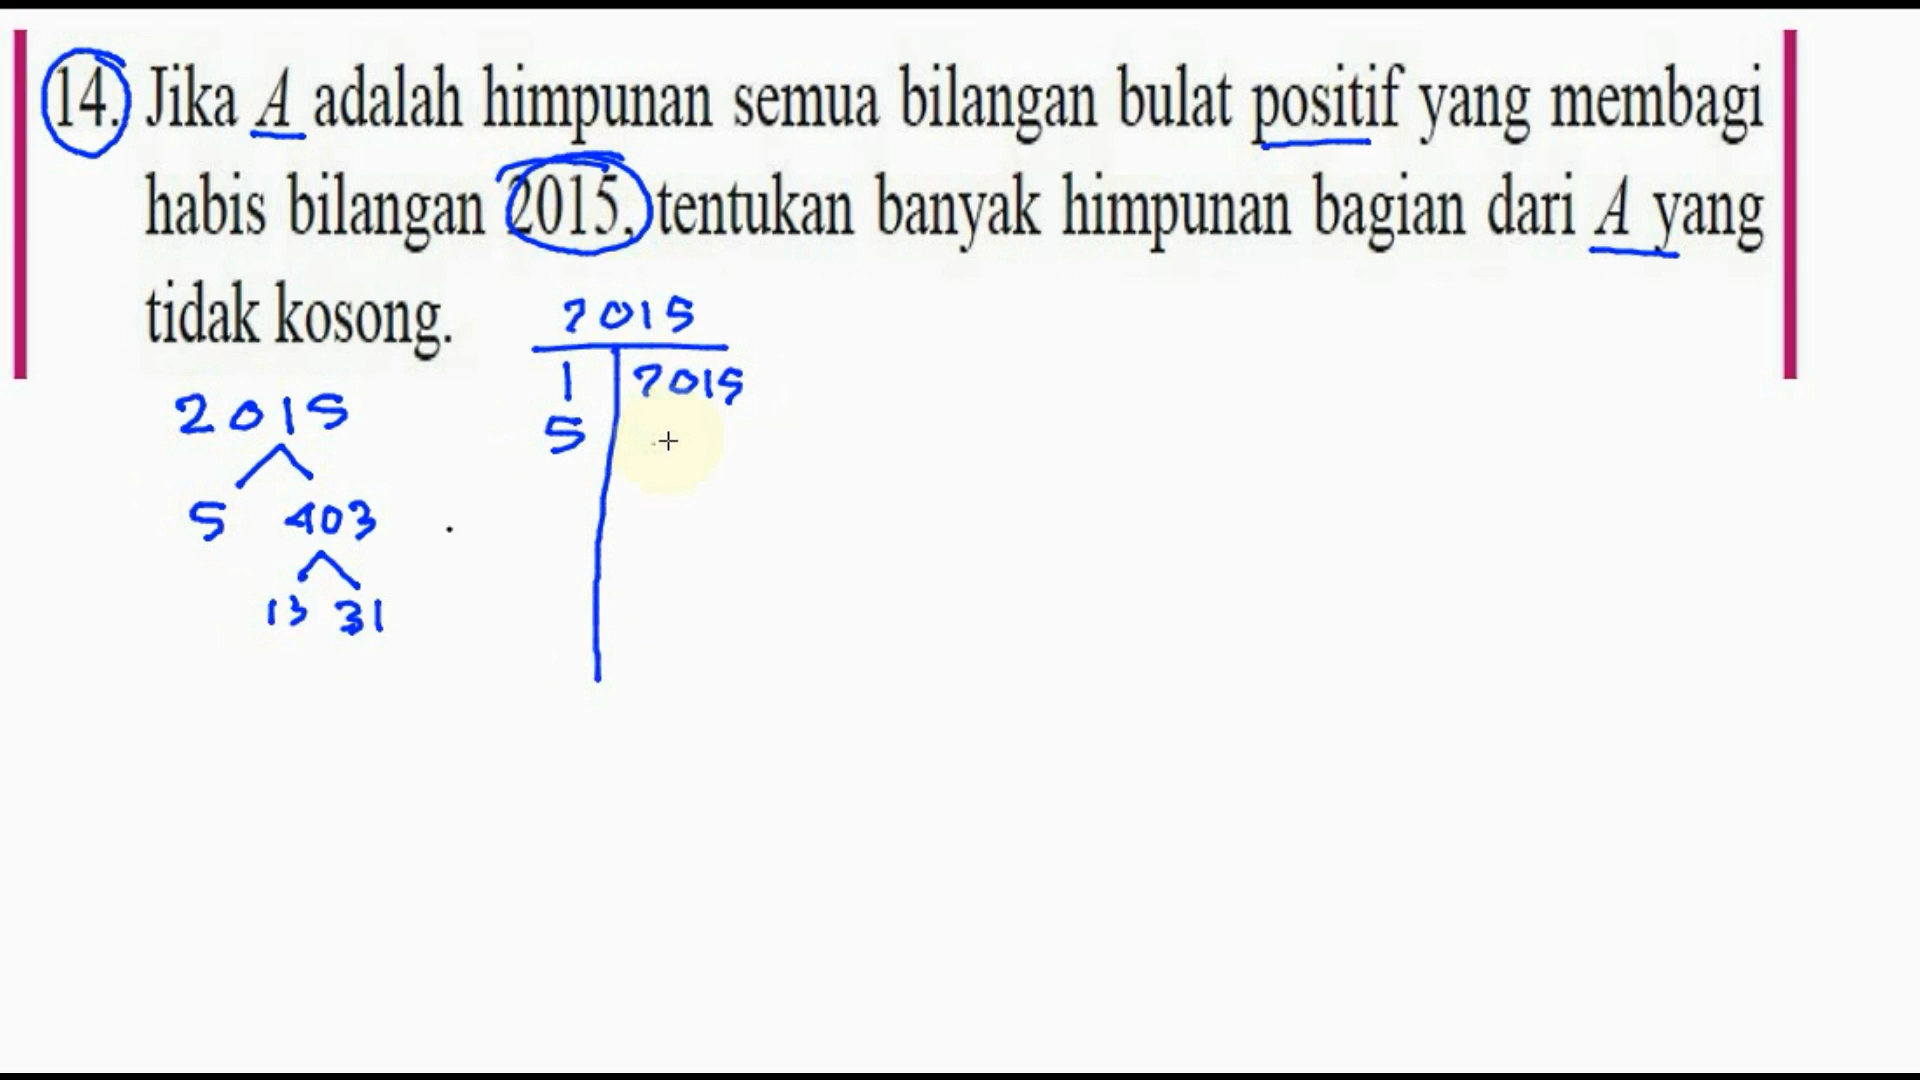 14. Jika A adalah himpunan semua bilangan bulat positif yang membagi
habis bilangan 2015, tentukan banyak himpunan bagian dari A yang
tidak kosong.
2015
1 2015
5
2015
5 403
13 31